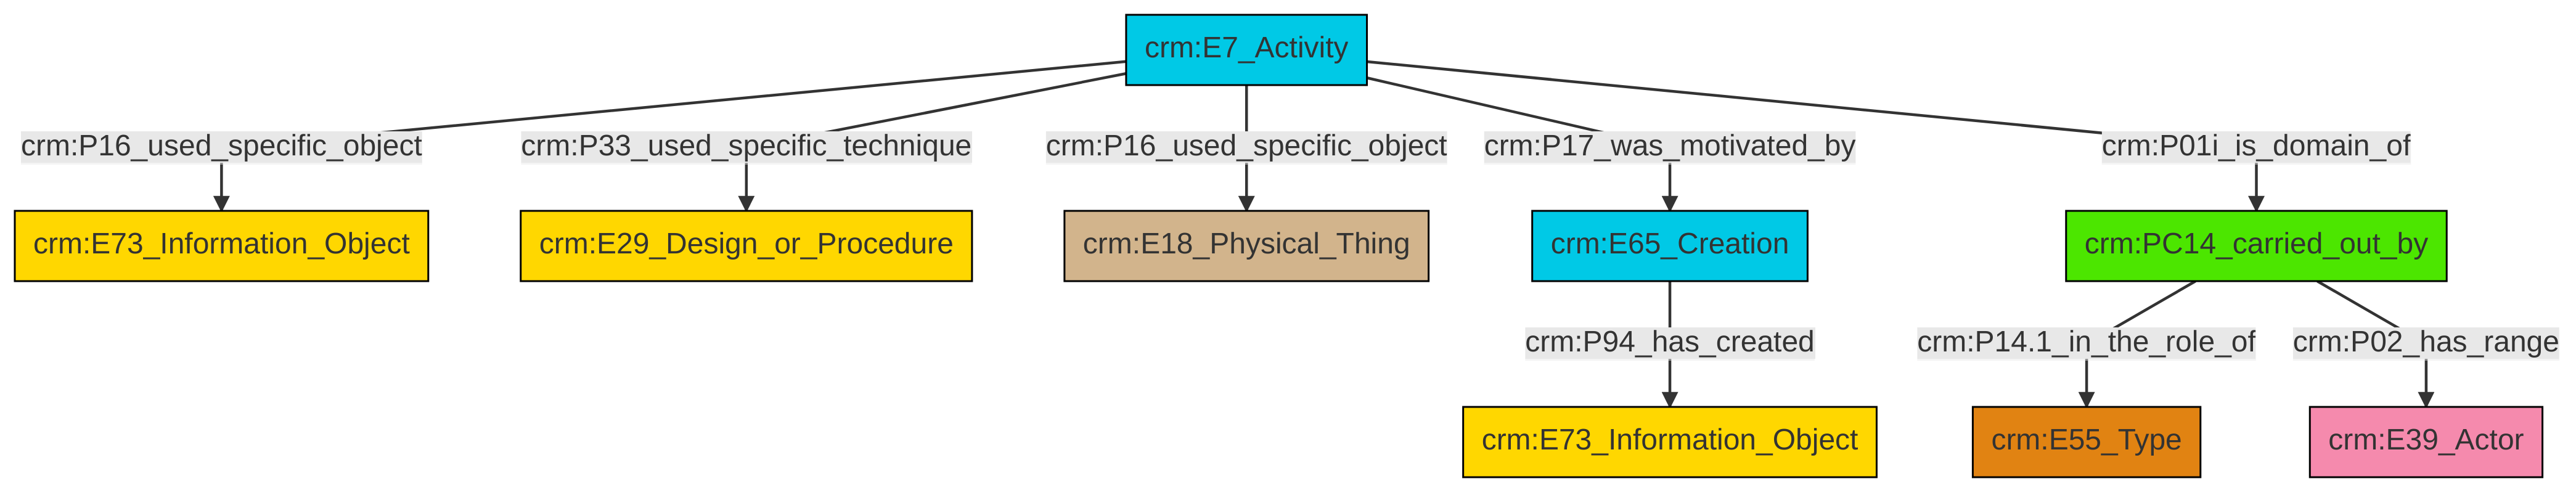 crm:E7_Activity
crm:P16_used_specific_object
crm:P33_used_specific_technique
crm:P16_used_specific_object
crm:P17_was_motivated_by
crm:P01i_is_domain_of
crm:E73_Information_Object
crm:E29_Design_or_Procedure
crm:E18_Physical_Thing
crm:E65_Creation
crm:PC14_carried_out_by
crm:P94_has_created
crm:P14.1_in_the_role_of
crm:P02_has_range
crm:E73_Information_Object
crm:E55_Type
crm:E39_Actor